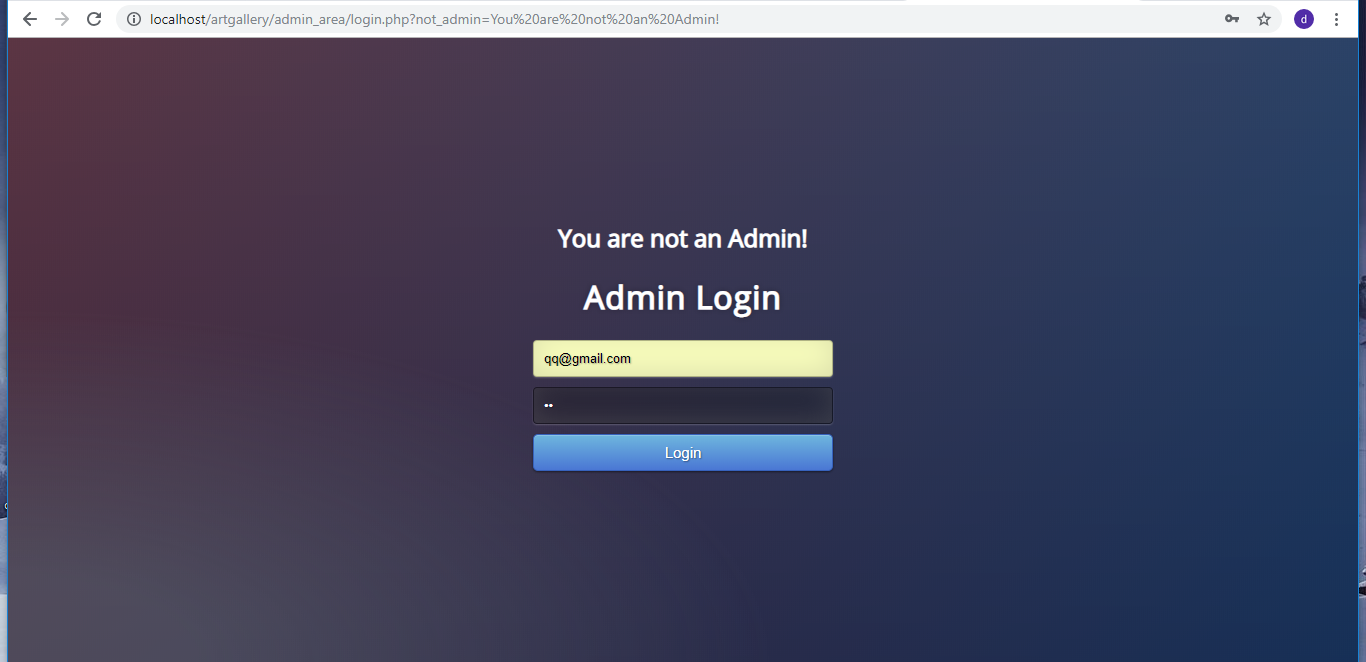 localhost/artgallery/admin_area/login.php?not_admin=You%20are%20not%20an%20Admin!
d
You are not an Admin!
Admin Login
qq@gmail.com
••
Login